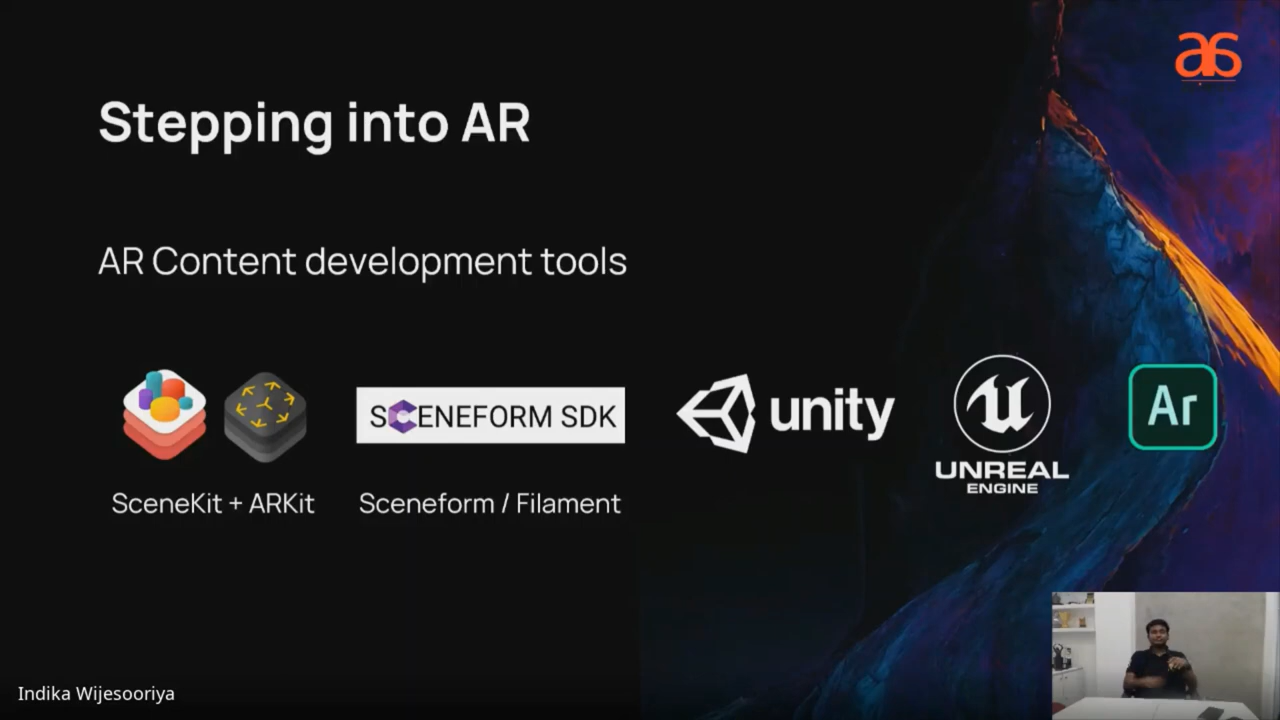 Stepping into AR
AR Content development tools
SCENEFORM SDK
unity
UNREAL
ENGINE
Ar
SceneKit + ARKit
Sceneform / Filament
Indika Wijesooriya